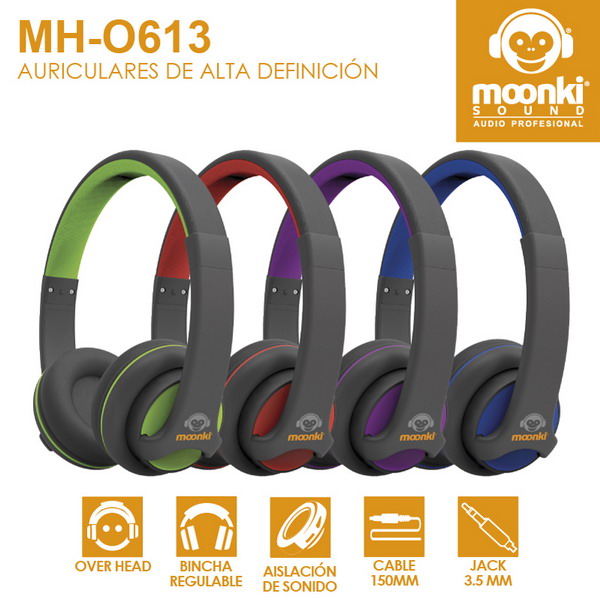 MH-O613
AURICULARES DE ALTA DEFINICIÓN
moonki®
SOUND
AUDIO PROFESIONAL
moonki
moonki
moonki
moonki
OVER HEAD
BINCHA
REGULABLE
AISLACIÓN
DE SONIDO
CABLE
150MM
JACK
3.5 MM